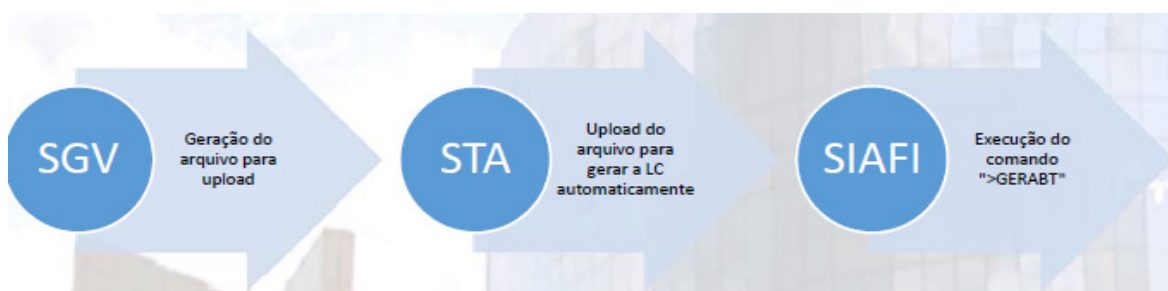 SGV
Geração do
arquivo para
upload
STA
Upload do
arquivo para
gerar a LC
automaticamente
SIAFI
Execução do
comando
">GERABT"